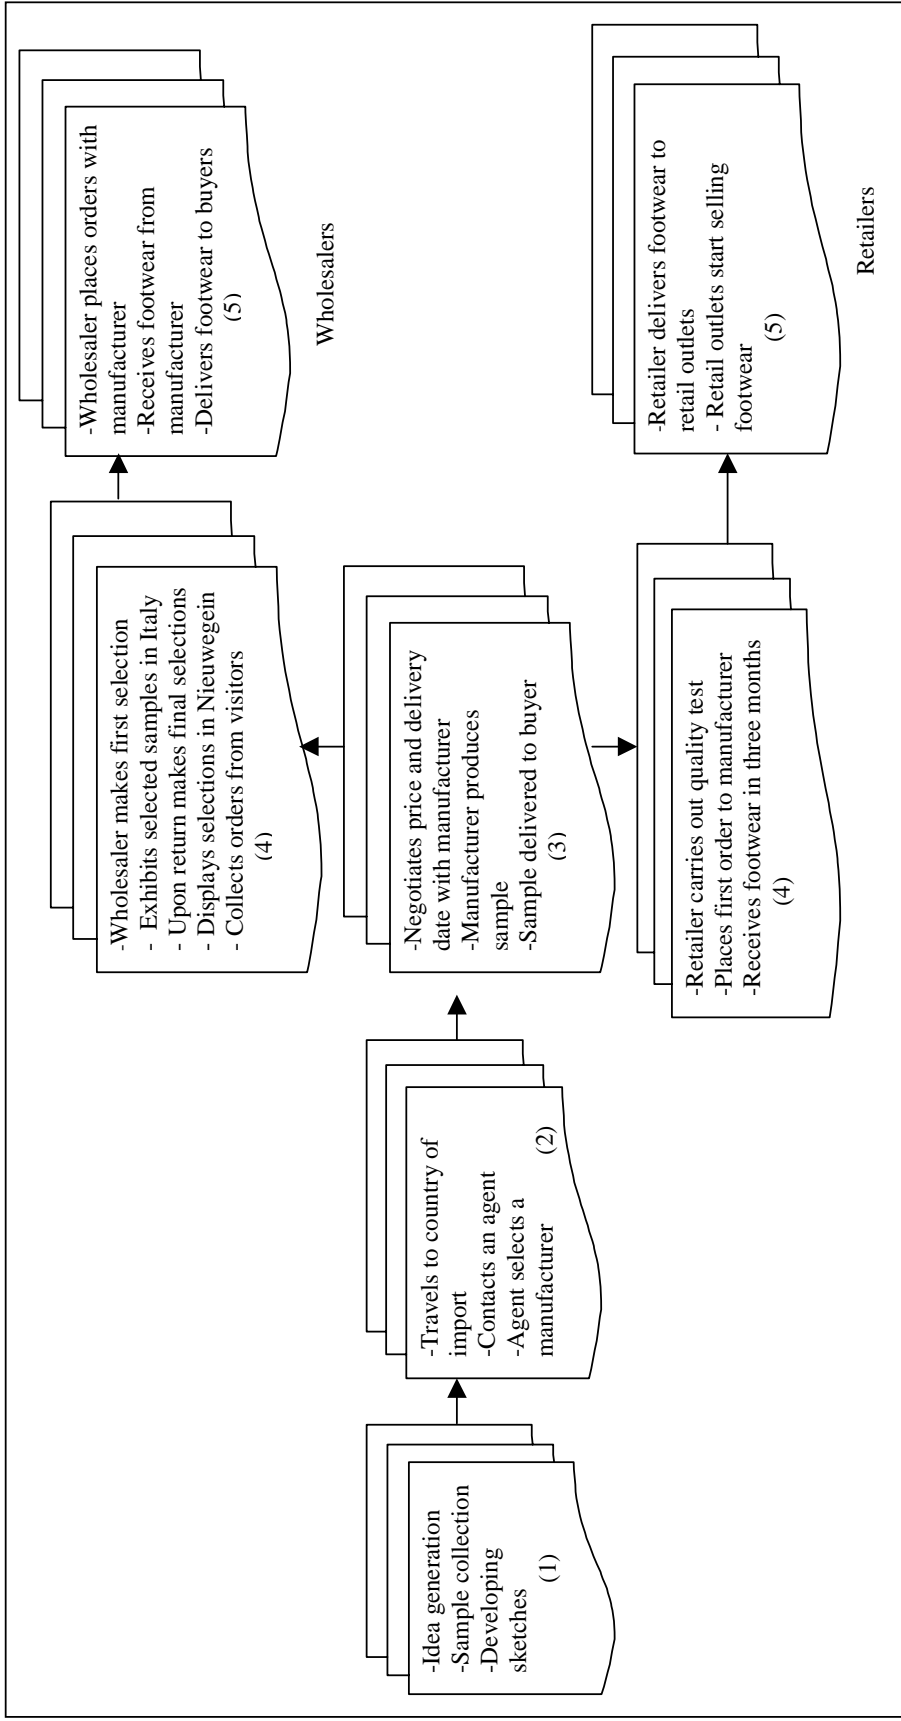 -Idea generation
-Sample collection
-Developing
sketches
(1)
-Travels to country of
import
-Contacts an agent
-Agent selects a
manufacturer
(2)
-Negotiates price and delivery
date with manufacturer
-Manufacturer produces
sample
-Sample delivered to buyer
(3)
-Wholesaler makes first selection
- Exhibits selected samples in Italy
- Upon return makes final selections
- Displays selections in Nieuwegein
- Collects orders from visitors
(4)
-Wholesaler places orders with
manufacturer
-Receives footwear from
manufacturer
-Delivers footwear to buyers
(5)
Wholesalers
-Retailer carries out quality test
-Places first order to manufacturer
-Receives footwear in three months
(4)
-Retailer delivers footwear to
retail outlets
- Retail outlets start selling
footwear
(5)
Retailers